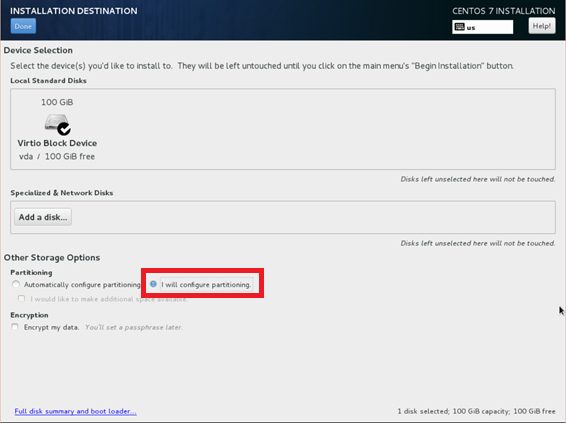 INSTALLATION DESTINATION
CENTOS 7 INSTALLATION
Done
us
Help!
Device Selection
Select the device(s) you'd like to install to. They will be left untouched until you click on the main menu's "Begin Installation" button.
Local Standard Disks
100 GiB
Virtio Block Device
vda / 100 GiB free
Disks left unselected here will not be touched.
Specialized & Network Disks
Add a disk...
Disks left unselected here will not be touched.
Other Storage Options
Partitioning
Automatically configure partitioning.
I will configure partitioning.
I would like to make additional space available.
Encryption
Encrypt my data. You'll set a passphrase later.
Full disk summary and boot loader...
1 disk selected; 100 GiB capacity; 100 GiB free